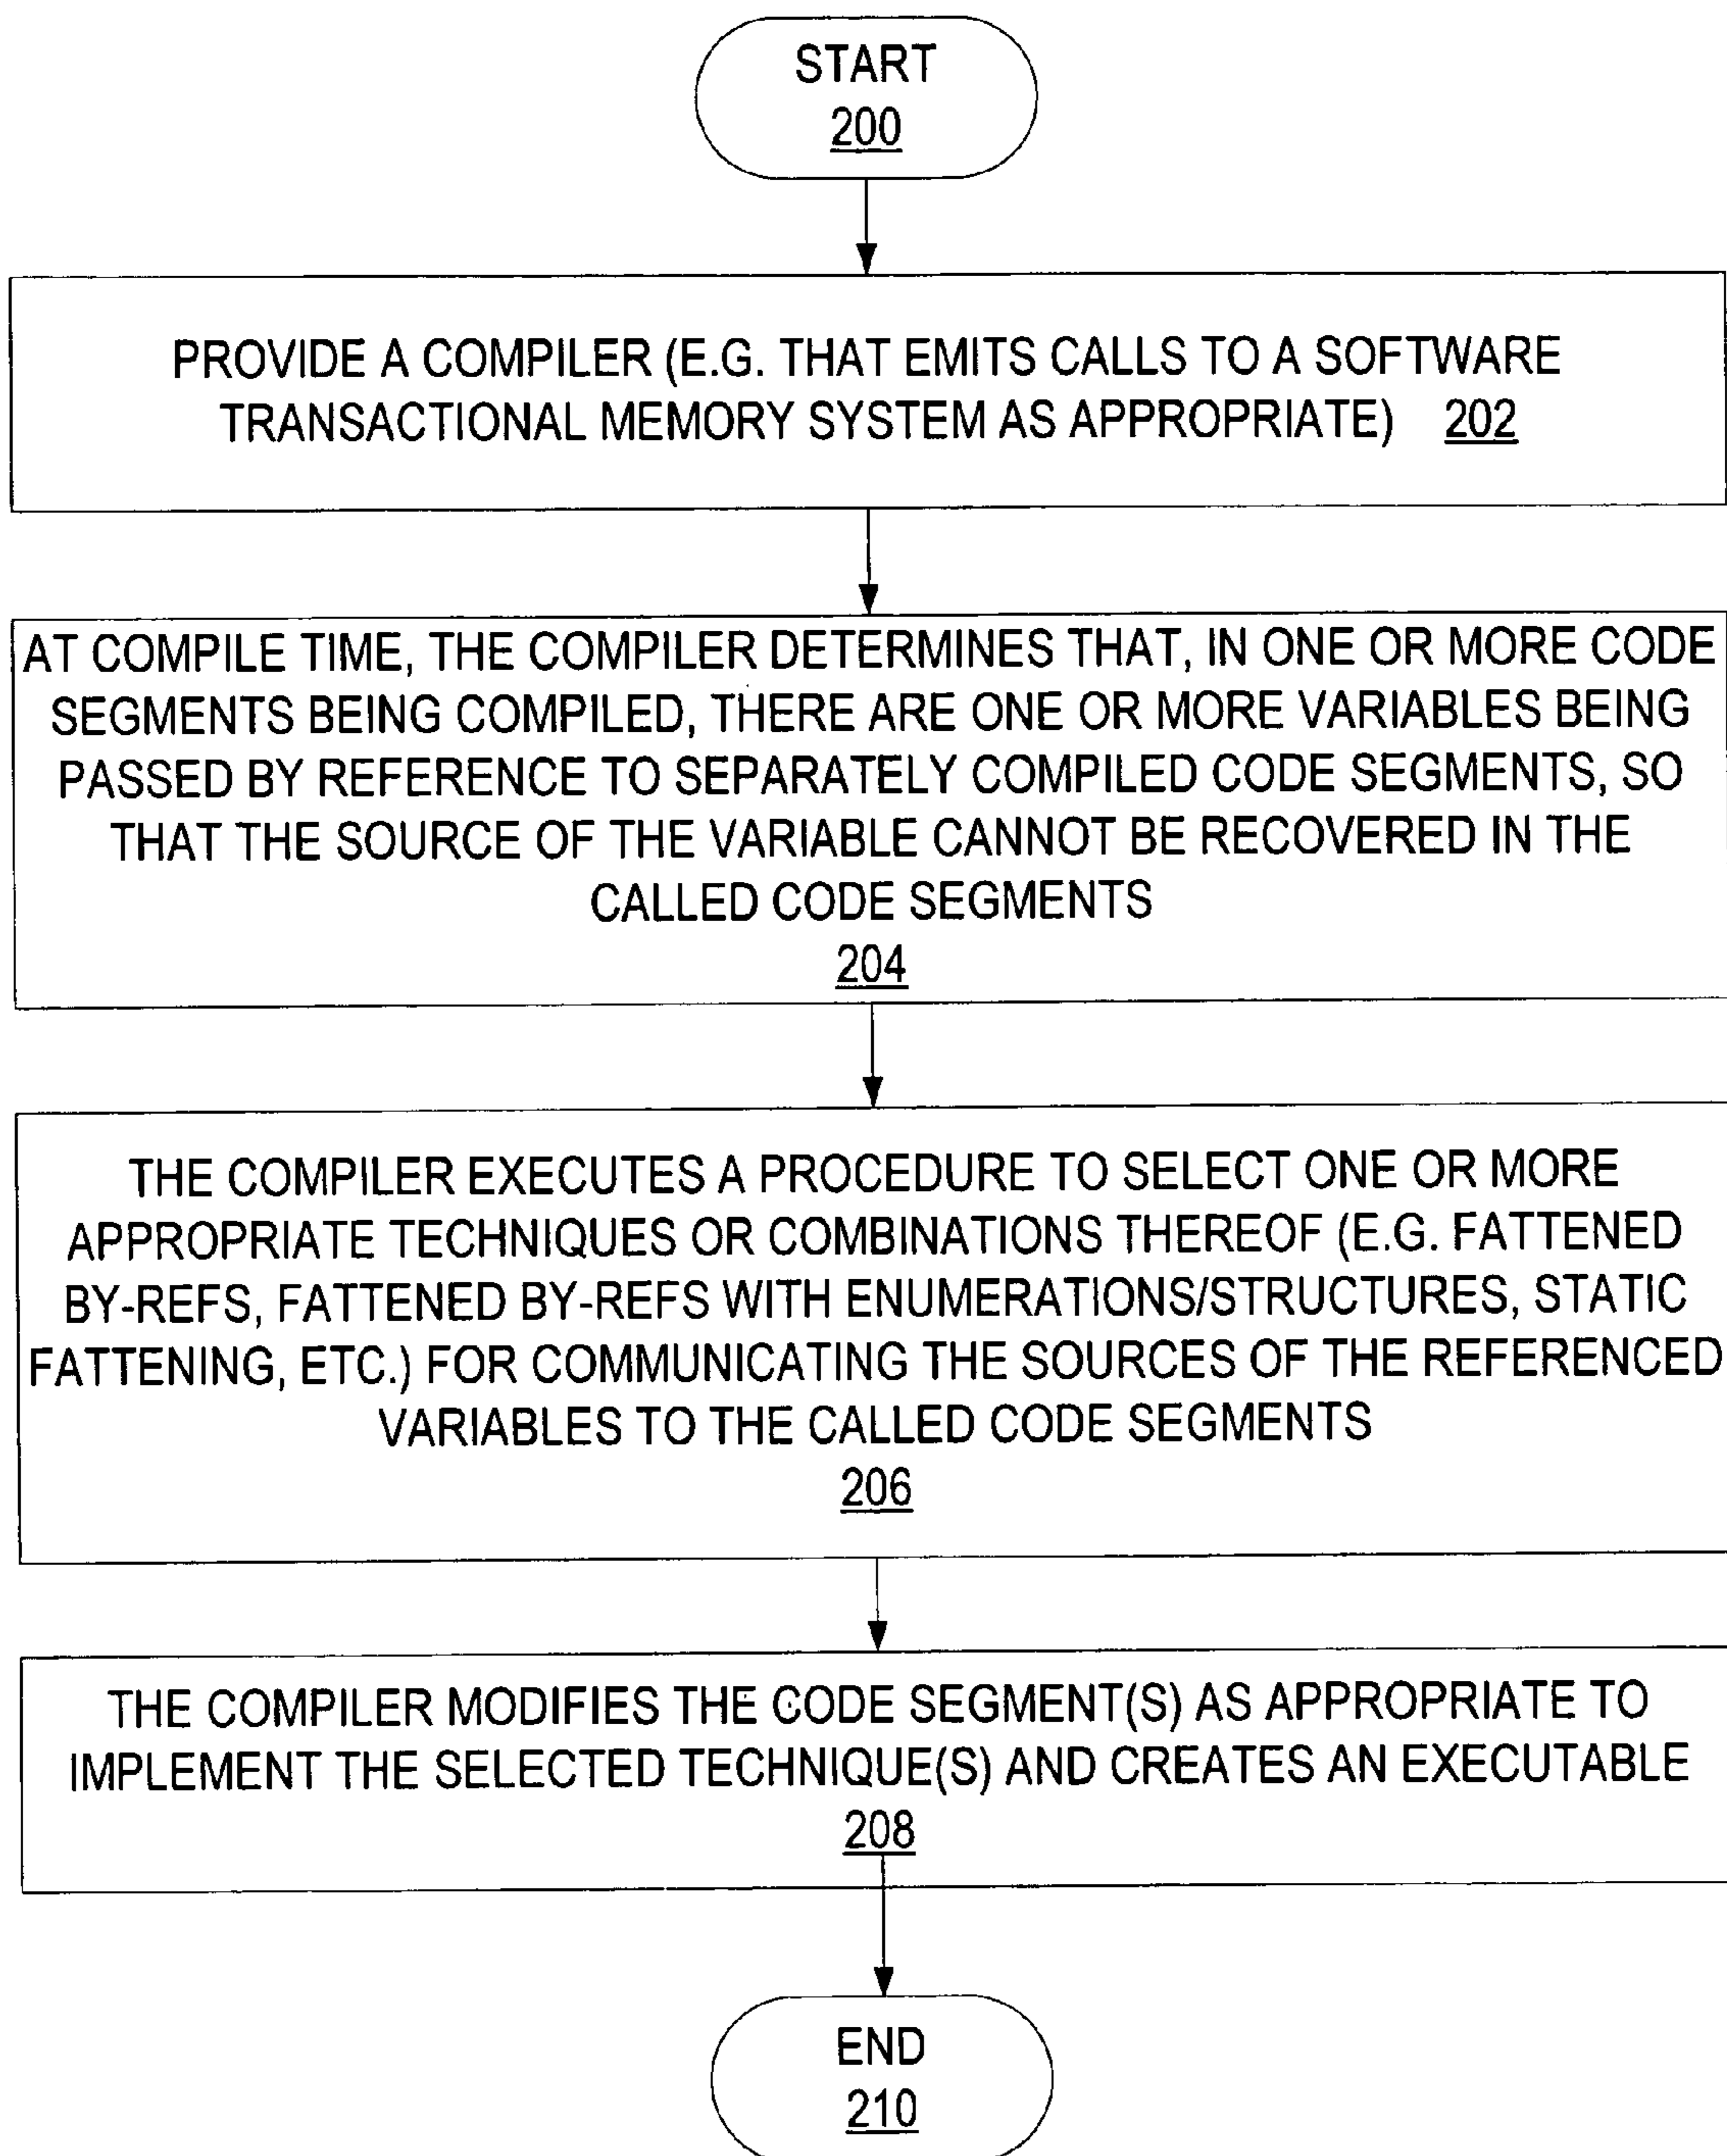 START
200
PROVIDE A COMPILER (E.G. THAT EMITS CALLS TO A SOFTWARE
TRANSACTIONAL MEMORY SYSTEM AS APPROPRIATE) 202
AT COMPILE TIME, THE COMPILER DETERMINES THAT, IN ONE OR MORE CODE
SEGMENTS BEING COMPILED, THERE ARE ONE OR MORE VARIABLES BEING
PASSED BY REFERENCE TO SEPARATELY COMPILED CODE SEGMENTS, SO
THAT THE SOURCE OF THE VARIABLE CANNOT BE RECOVERED IN THE
CALLED CODE SEGMENTS
204
THE COMPILER EXECUTES A PROCEDURE TO SELECT ONE OR MORE
APPROPRIATE TECHNIQUES OR COMBINATIONS THEREOF (E.G. FATTENED
BY-REFS, FATTENED BY-REFS WITH ENUMERATIONS/STRUCTURES, STATIC
FATTENING, ETC.) FOR COMMUNICATING THE SOURCES OF THE REFERENCED
VARIABLES TO THE CALLED CODE SEGMENTS
206
THE COMPILER MODIFIES THE CODE SEGMENT(S) AS APPROPRIATE TO
IMPLEMENT THE SELECTED TECHNIQUE(S) AND CREATES AN EXECUTABLE
208
END
210